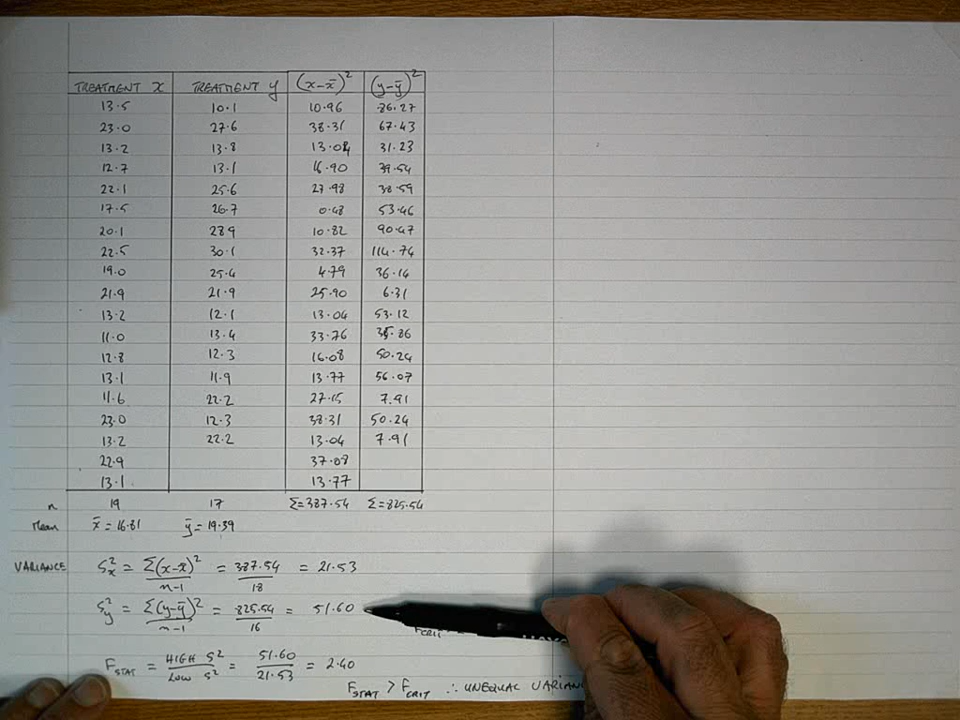 TREATMENT x TREATMENT y (x-x̄)² (y-ȳ)²
13.5 10.1 10.96 86.27
23.0 27.6 38.31 67.43
13.2 13.8 13.04 31.23
12.7 13.1 16.90 39.54
22.1 25.6 27.98 38.59
17.5 26.7 0.48 53.46
20.1 28.9 10.82 90.47
22.5 30.1 32.37 114.74
19.0 25.4 4.79 36.14
21.9 21.9 25.90 6.31
13.2 12.1 13.04 53.12
11.0 13.4 33.76 35.86
12.8 12.3 16.08 50.24
13.1 11.9 13.77 56.07
11.6 22.2 27.15 7.91
23.0 12.3 38.31 50.24
13.2 22.2 13.04 7.91
22.9 37.08
13.1 13.77
n 19 17 Σ=387.54 Σ=825.54
Mean x̄=16.81 ȳ=19.39
VARIANCE S²x = Σ(x-x̄)²/n-1 = 387.54/18 = 21.53
S²y = Σ(y-ȳ)²/n-1 = 825.54/16 = 51.60
FCRIT
FSTAT = HIGH S²/LOW S² = 51.60/21.53 = 2.40
FSTAT > FCRIT ∴ UNEQUAL VARIAN